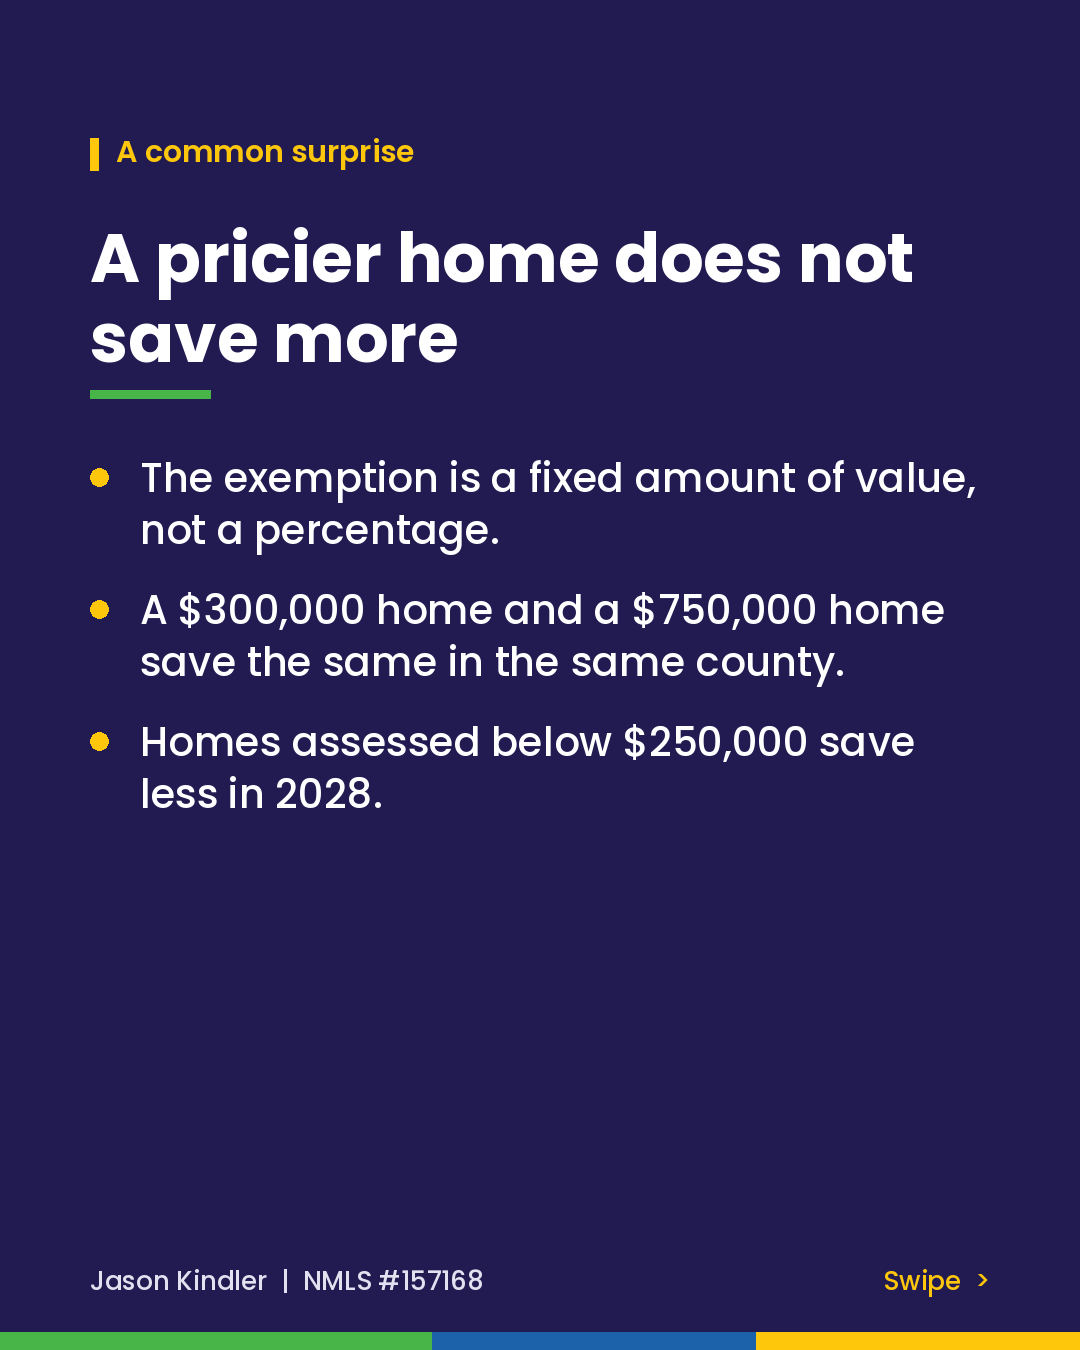 A common surprise
A pricier home does not
save more
The exemption is a fixed amount of value,
not a percentage.
A $300,000 home and a $750,000 home
save the same in the same county.
Homes assessed below $250,000 save
less in 2028.
Jason Kindler | NMLS #157168
Swipe >